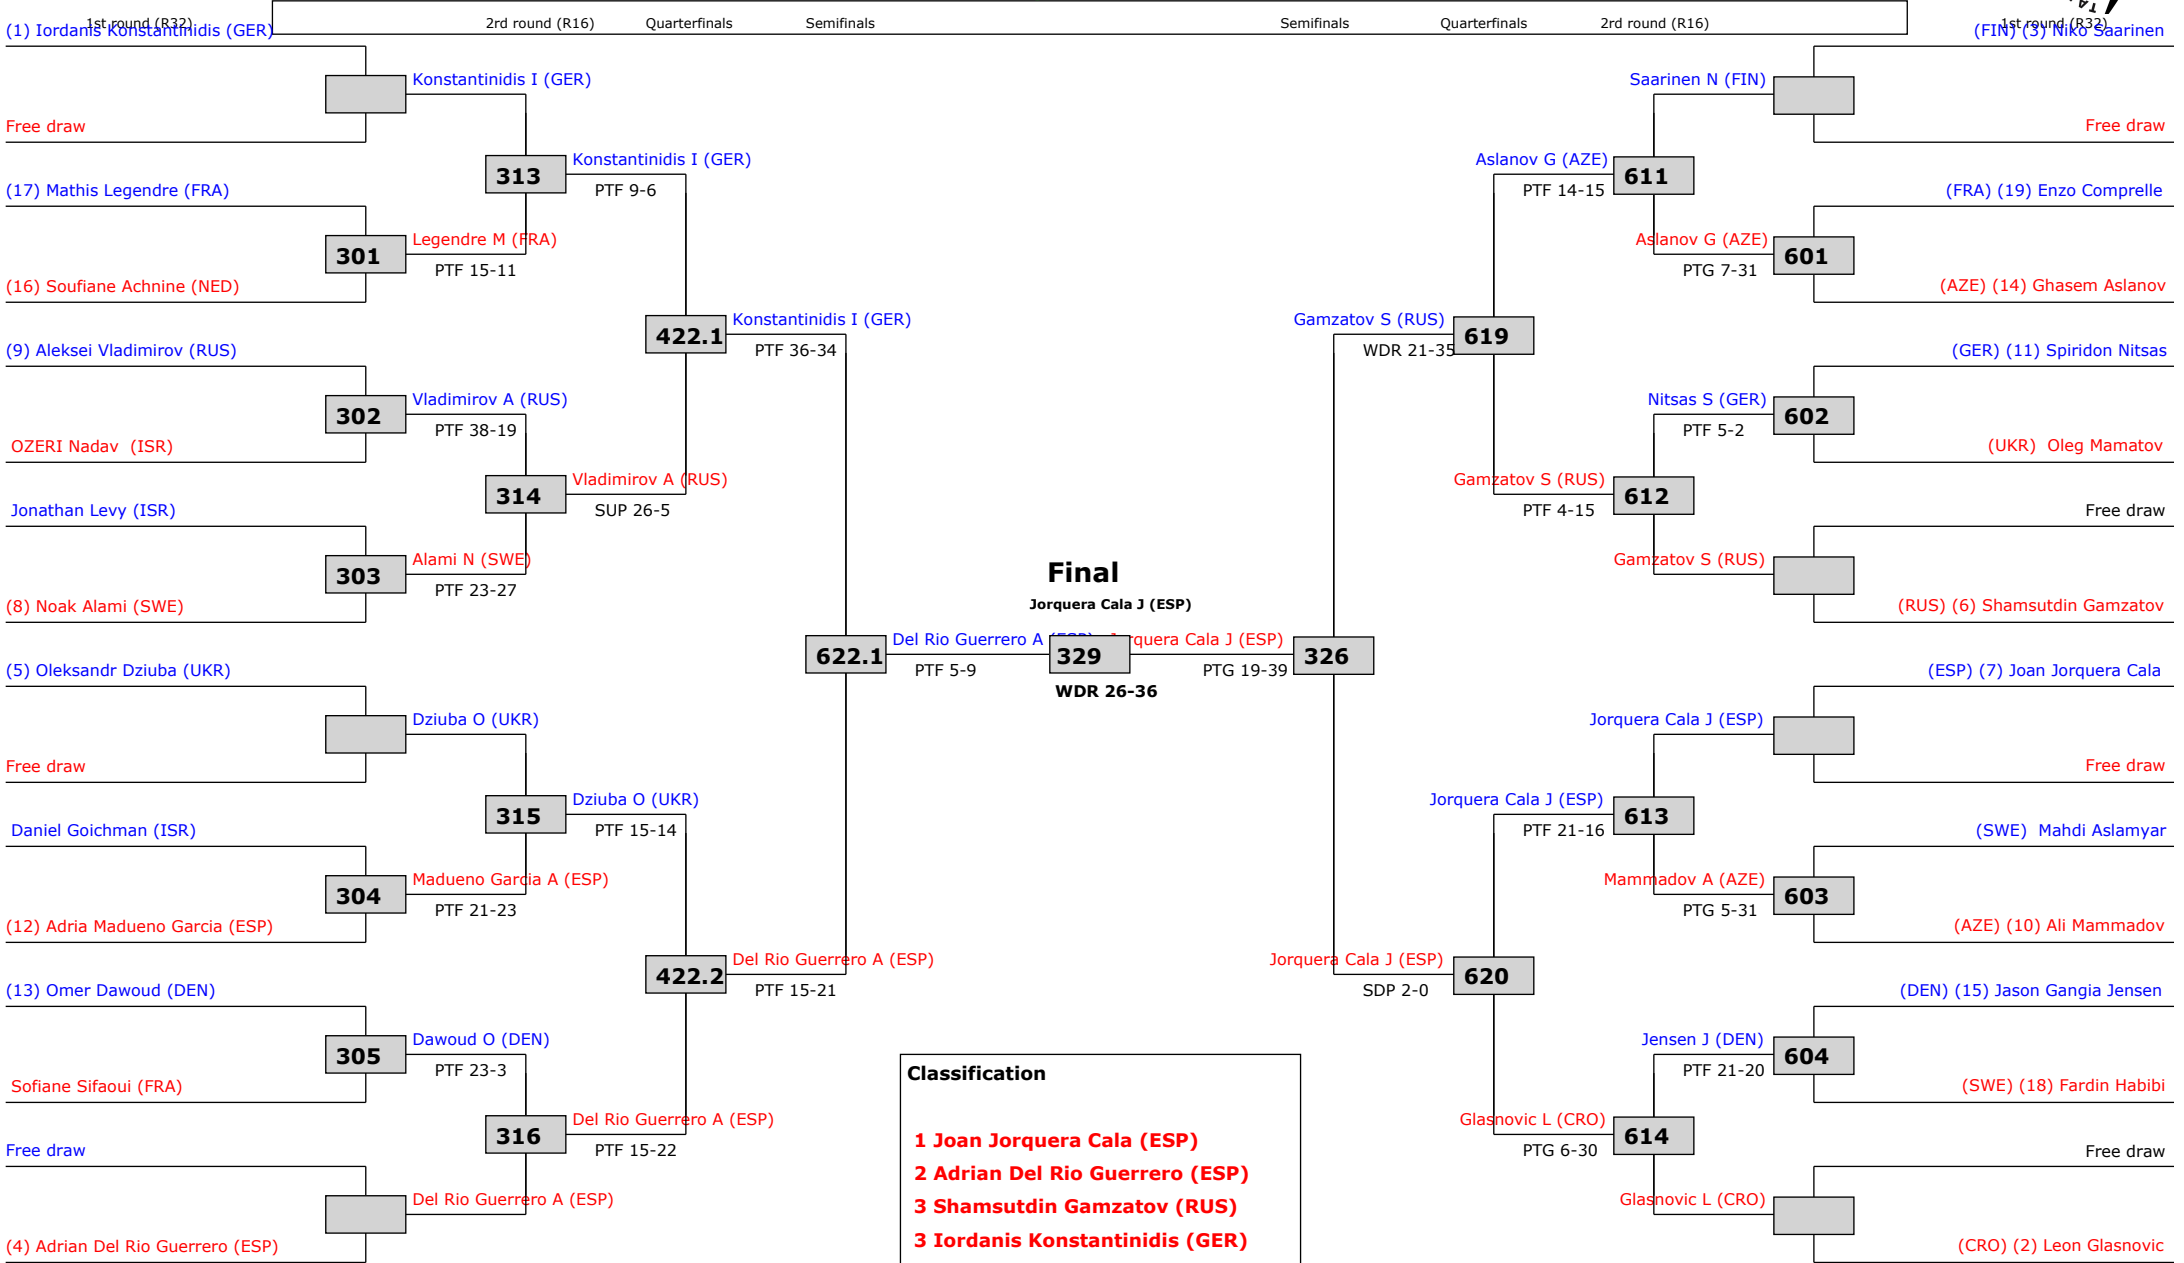 1st round (R32) 2nd round (R16) Quarterfinals Semifinals Semifinals Quarterfinals 2nd round (R16) 1st round (R32)
(1) Iordanis Konstantinidis (GER)
Konstantinidis I (GER)
Free draw
313
Konstantinidis I (GER)
PTF 9-6
(17) Mathis Legendre (FRA)
301
Legendre M (FRA)
PTF 15-11
(16) Soufiane Achnine (NED)
422.1
Konstantinidis I (GER)
PTF 36-34
(9) Aleksei Vladimirov (RUS)
302
Vladimirov A (RUS)
PTF 38-19
OZERI Nadav (ISR)
314
Vladimirov A (RUS)
SUP 26-5
Jonathan Levy (ISR)
303
Alami N (SWE)
PTF 23-27
(8) Noak Alami (SWE)
622.1
Del Rio Guerrero A (ESP)
PTF 5-9
(5) Oleksandr Dziuba (UKR)
Dziuba O (UKR)
Free draw
315
Dziuba O (UKR)
PTF 15-14
Daniel Goichman (ISR)
304
Madueno Garcia A (ESP)
PTF 21-23
(12) Adria Madueno Garcia (ESP)
422.2
Del Rio Guerrero A (ESP)
PTF 15-21
(13) Omer Dawoud (DEN)
305
Dawoud O (DEN)
PTF 23-3
Sofiane Sifaoui (FRA)
316
Del Rio Guerrero A (ESP)
PTF 15-22
Free draw
Del Rio Guerrero A (ESP)
(4) Adrian Del Rio Guerrero (ESP)
Final
Jorquera Cala J (ESP)
329
WDR 26-36
Jorquera Cala J (ESP)
326
PTG 19-39
(FIN) (3) Niko Saarinen
Saarinen N (FIN)
Free draw
Aslanov G (AZE)
611
PTF 14-15
(FRA) (19) Enzo Comprelle
Aslanov G (AZE)
601
PTG 7-31
(AZE) (14) Ghasem Aslanov
Gamzatov S (RUS)
619
WDR 21-35
(GER) (11) Spiridon Nitsas
Nitsas S (GER)
602
PTF 5-2
(UKR) Oleg Mamatov
Gamzatov S (RUS)
612
PTF 4-15
Free draw
Gamzatov S (RUS)
(RUS) (6) Shamsutdin Gamzatov
(ESP) (7) Joan Jorquera Cala
Jorquera Cala J (ESP)
Free draw
Jorquera Cala J (ESP)
613
PTF 21-16
(SWE) Mahdi Aslamyar
Mammadov A (AZE)
603
PTG 5-31
(AZE) (10) Ali Mammadov
Jorquera Cala J (ESP)
620
SDP 2-0
(DEN) (15) Jason Gangia Jensen
Jensen J (DEN)
604
PTF 21-20
(SWE) (18) Fardin Habibi
Glasnovic L (CRO)
614
PTG 6-30
Free draw
Glasnovic L (CRO)
(CRO) (2) Leon Glasnovic
Classification
1 Joan Jorquera Cala (ESP)
2 Adrian Del Rio Guerrero (ESP)
3 Shamsutdin Gamzatov (RUS)
3 Iordanis Konstantinidis (GER)